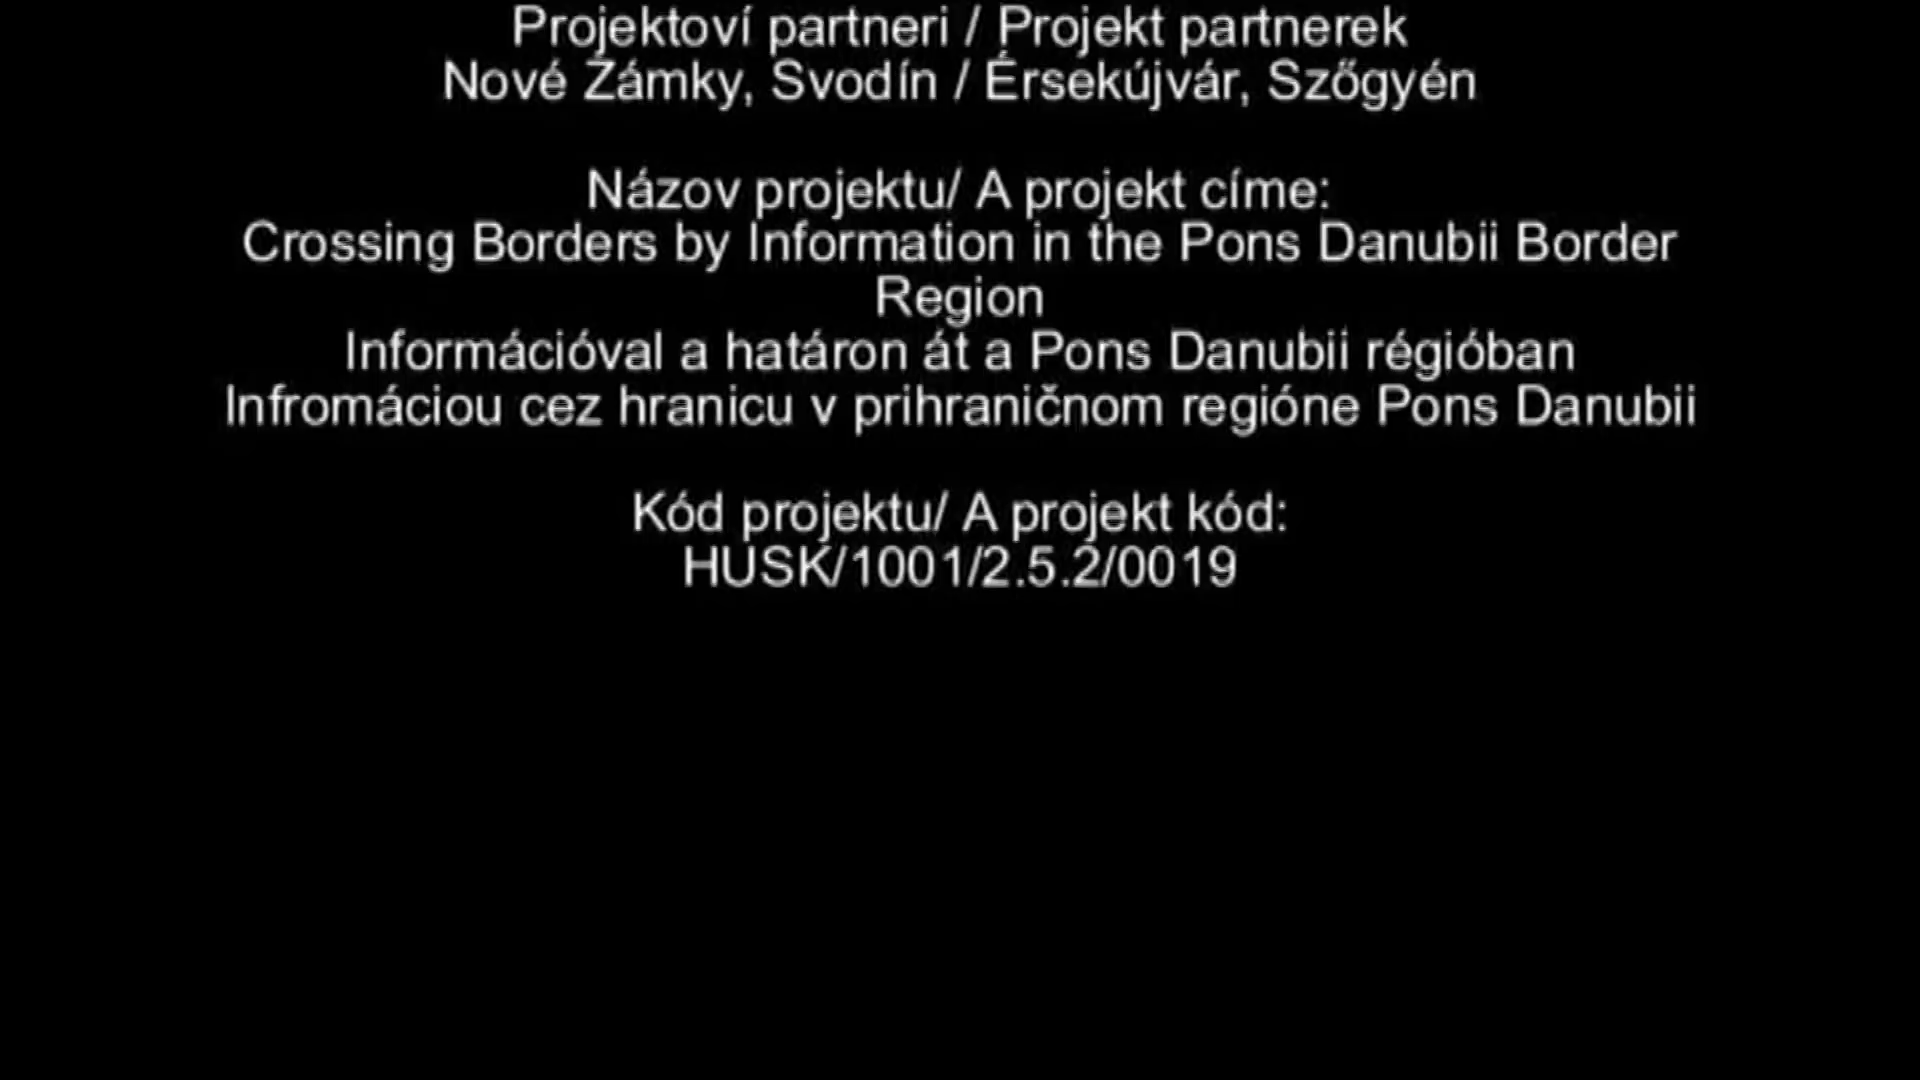 Projektoví partneri / Projekt partnerek
Nové Zámky, Svodín / Érsekújvár, Szőgyén
Názov projektu/ A projekt címe:
Crossing Borders by Information in the Pons Danubii Border
Region
Információval a határon át a Pons Danubii régióban
Infromáciou cez hranicu v prihraničnom regióne Pons Danubii
Kód projektu/ A projekt kód:
HUSK/1001/2.5.2/0019